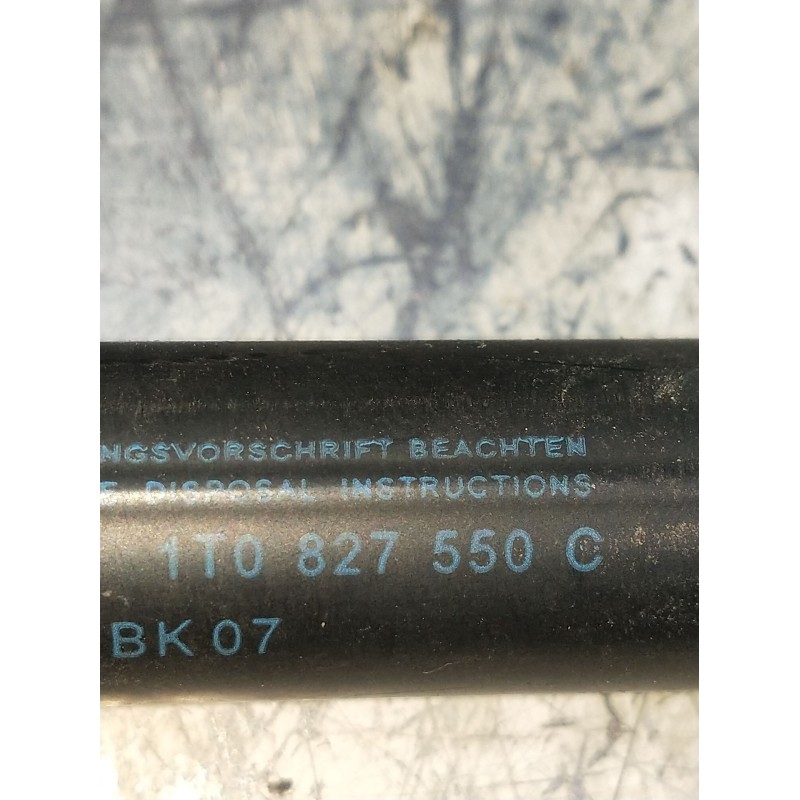 NGSVORSCHRIFT BEACHTEN
E DISPOSAL INSTRUCTIONS
1T0 827 550 C
BK 07